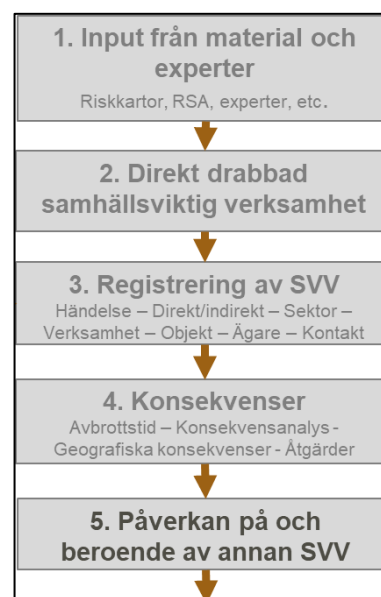 1. Input från material och
experter
Riskkartor, RSA, experter, etc.
2. Direkt drabbad
samhällsviktig verksamhet
3. Registrering av SVV
Händelse – Direkt/indirekt – Sektor –
Verksamhet – Objekt – Ägare – Kontakt
4. Konsekvenser
Avbrottstid – Konsekvensanalys -
Geografiska konsekvenser - Åtgärder
5. Påverkan på och
beroende av annan SVV